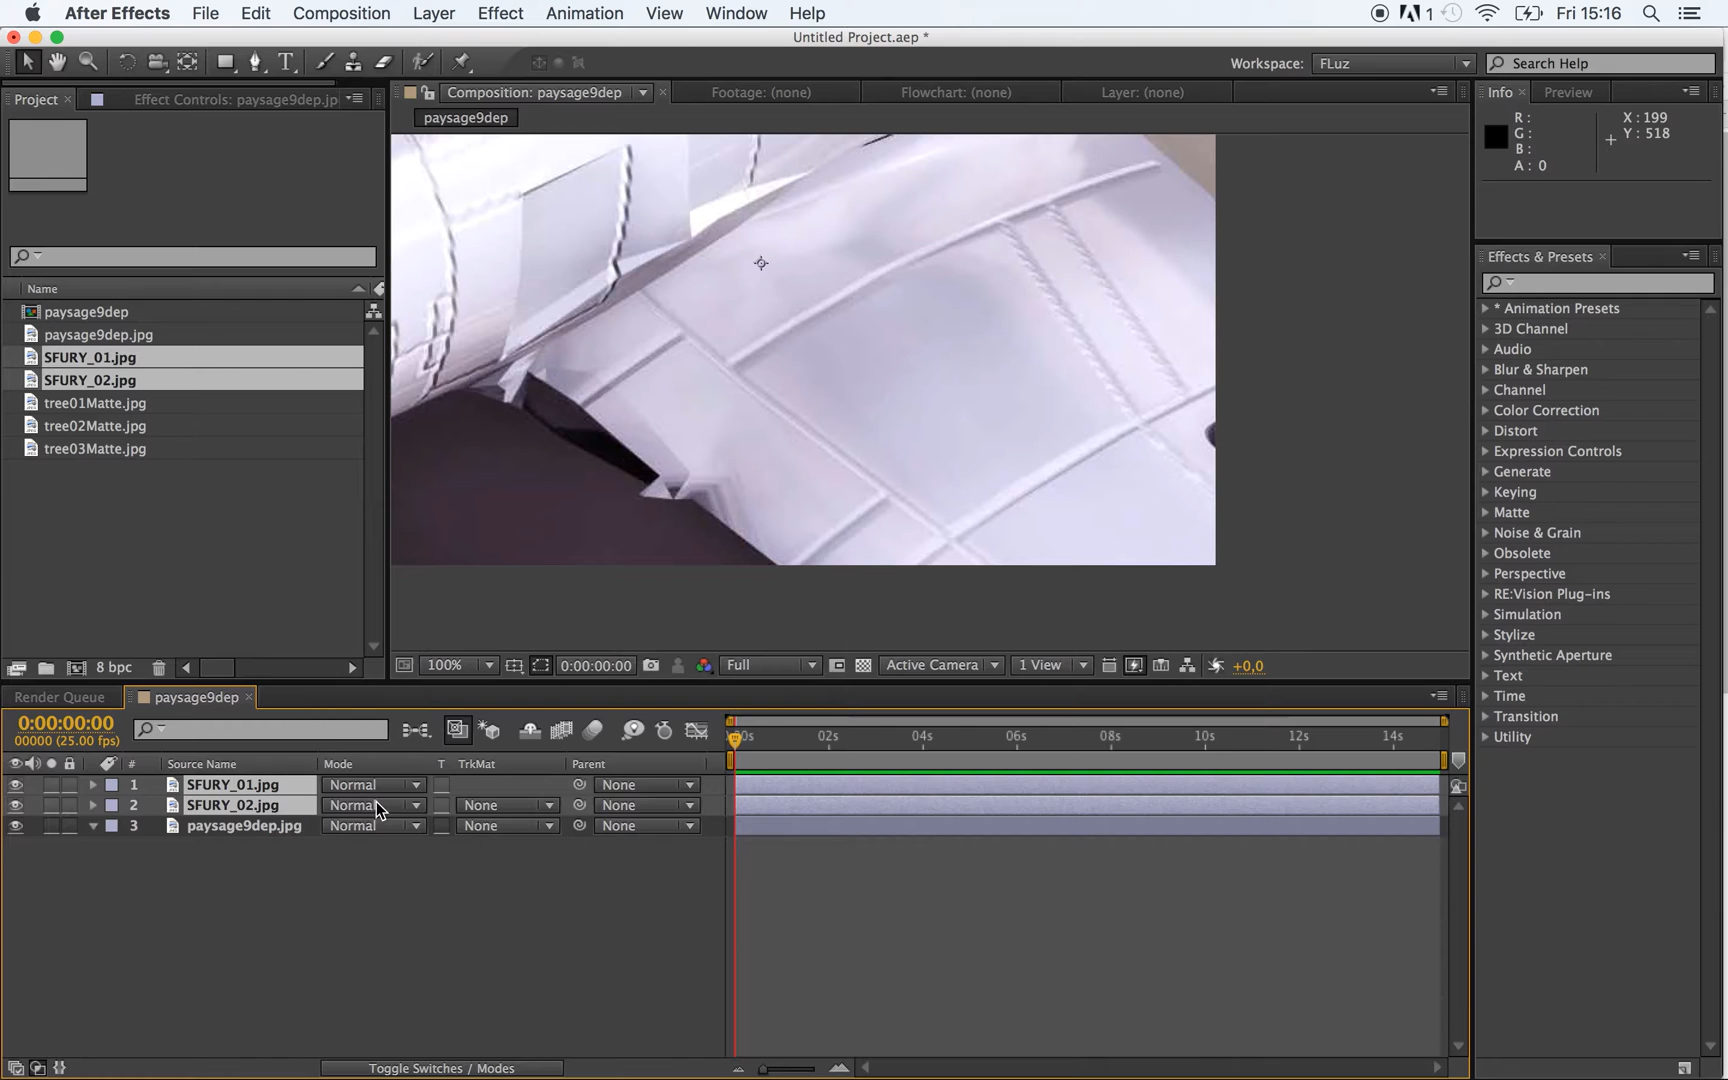 After Effects File Edit Composition Layer Effect Animation View Window Help 1 Fri 15:16
Untitled Project.aep *
Workspace: FLuz Search Help
Project × Effect Controls: paysage9dep.jp Composition: paysage9dep × Footage: (none) Flowchart: (none) Layer: (none) Info × Preview
paysage9dep
R: X: 199
G: Y: 518
B:
A: 0
Name
paysage9dep
paysage9dep.jpg
SFURY_01.jpg
SFURY_02.jpg
tree01Matte.jpg
tree02Matte.jpg
tree03Matte.jpg
8 bpc
100% 0:00:00:00 Full Active Camera 1 View +0,0
Effects & Presets ×
* Animation Presets
3D Channel
Audio
Blur & Sharpen
Channel
Color Correction
Distort
Expression Controls
Generate
Keying
Matte
Noise & Grain
Obsolete
Perspective
RE:Vision Plug-ins
Simulation
Stylize
Synthetic Aperture
Text
Time
Transition
Utility
Render Queue paysage9dep ×
0:00:00:00
00000 (25.00 fps)
:00s 02s 04s 06s 08s 10s 12s 14s
# Source Name Mode T TrkMat Parent
1 SFURY_01.jpg Normal None
2 SFURY_02.jpg Normal None None
3 paysage9dep.jpg Normal None None
Toggle Switches / Modes